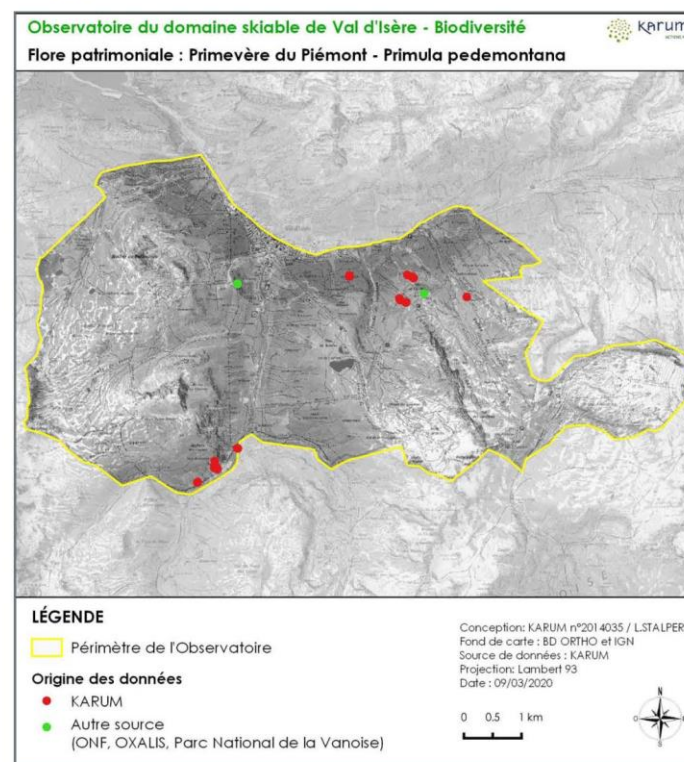 Observatoire du domaine skiable de Val d'Isère - Biodiversité
KARUM
Flore patrimoniale : Primevère du Piémont - Primula pedemontana
LÉGENDE
Périmètre de l'Observatoire
Origine des données
KARUM
Autre source
(ONF, OXALIS, Parc National de la Vanoise)
Conception: KARUM n°2014035 / L.STALPER
Fond de carte : BD ORTHO et IGN
Source de données : KARUM
Projection: Lambert 93
Date : 09/03/2020
0 0.5 1 km
N